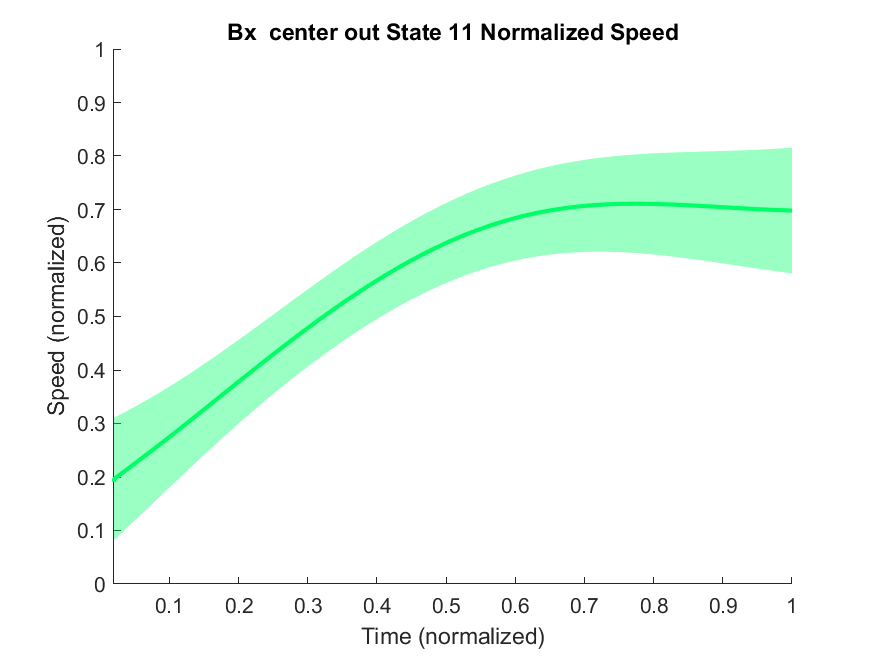 Bx  center out State 11 Normalized Speed
1
0.9
0.8
0.7
0.6
0.5
0.4
0.3
0.2
0.1
0
Speed (normalized)
0.1 0.2 0.3 0.4 0.5 0.6 0.7 0.8 0.9 1
Time (normalized)